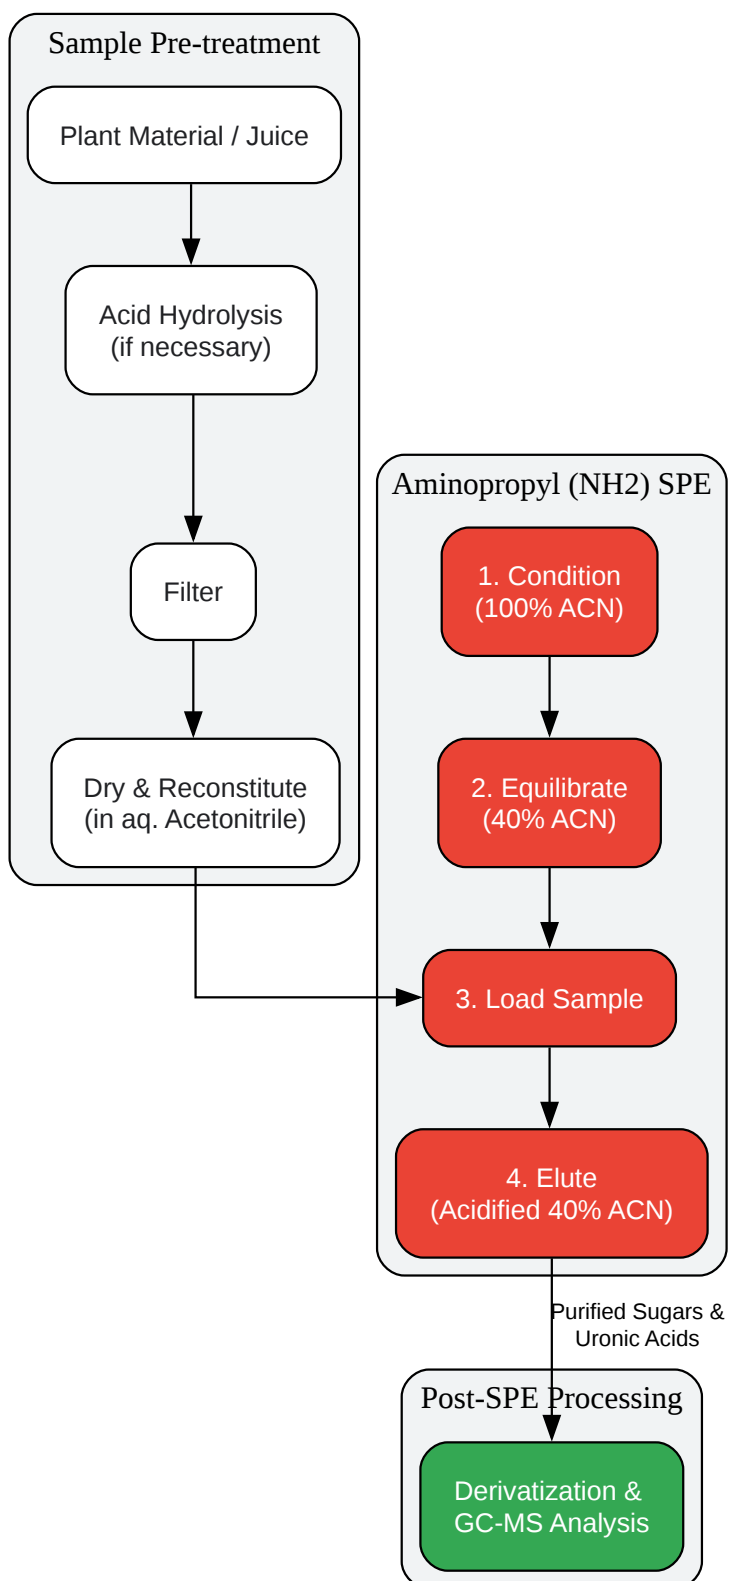 Sample Pre-treatment
Plant Material / Juice
Acid Hydrolysis
(if necessary)
Filter
Dry & Reconstitute
(in aq. Acetonitrile)
Aminopropyl (NH2) SPE
1. Condition
(100% ACN)
2. Equilibrate
(40% ACN)
3. Load Sample
4. Elute
(Acidified 40% ACN)
Purified Sugars &
Uronic Acids
Post-SPE Processing
Derivatization &
GC-MS Analysis